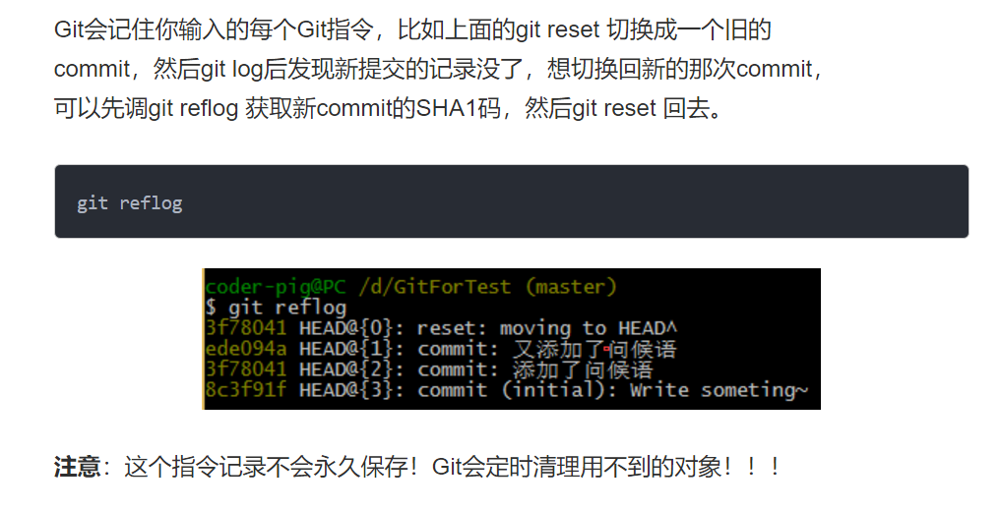 Git会记住你输入的每个Git指令，比如上面的git reset 切换成一个旧的
commit，然后git log后发现新提交的记录没了，想切换回新的那次commit，
可以先调git reflog 获取新commit的SHA1码，然后git reset 回去。
git reflog
coder-pig@PC /d/GitForTest (master)
$ git reflog
3f78041 HEAD@{0}: reset: moving to HEAD^
ede094a HEAD@{1}: commit: 又添加了问候语
3f78041 HEAD@{2}: commit: 添加了问候语
8c3f91f HEAD@{3}: commit (initial): Write someting~
注意：这个指令记录不会永久保存！Git会定时清理用不到的对象！！！